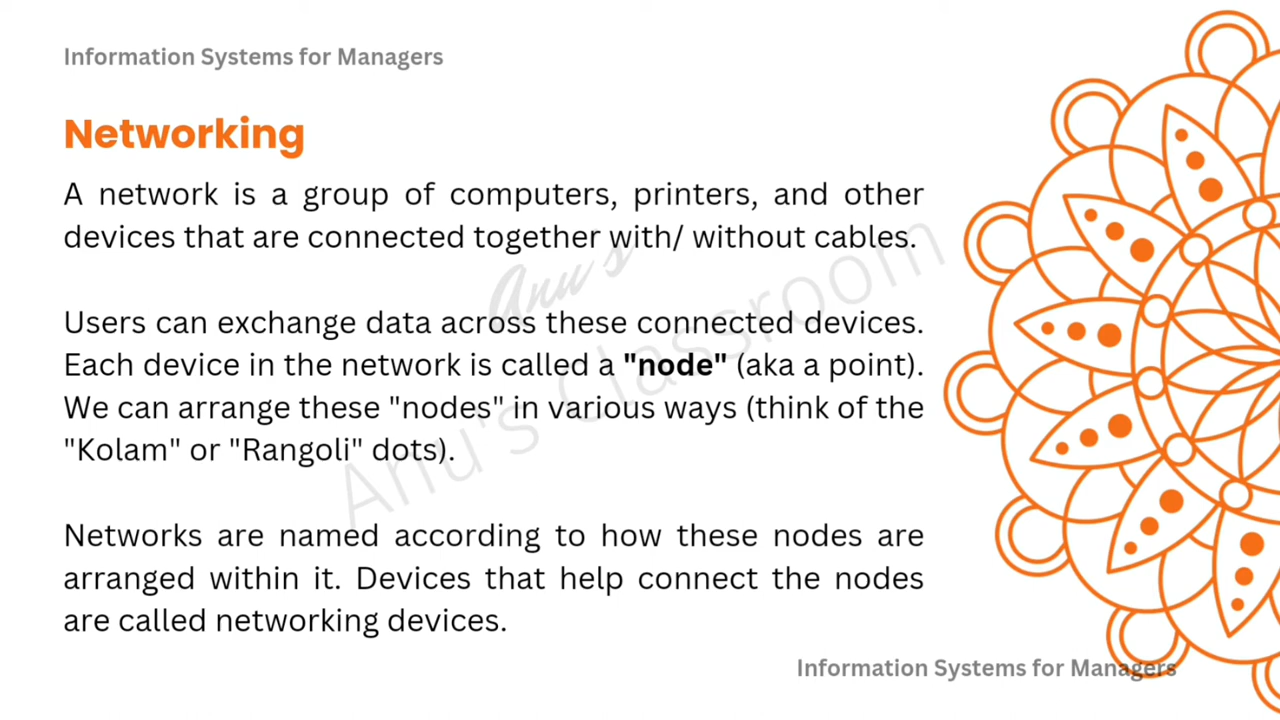 Information Systems for Managers
Networking
A network is a group of computers, printers, and other
devices that are connected together with/ without cables.
Users can exchange data across these connected devices.
Each device in the network is called a "node" (aka a point).
We can arrange these "nodes" in various ways (think of the
"Kolam" or "Rangoli" dots).
Networks are named according to how these nodes are
arranged within it. Devices that help connect the nodes
are called networking devices.
Anu's
Anu's Classroom
Information Systems for Managers